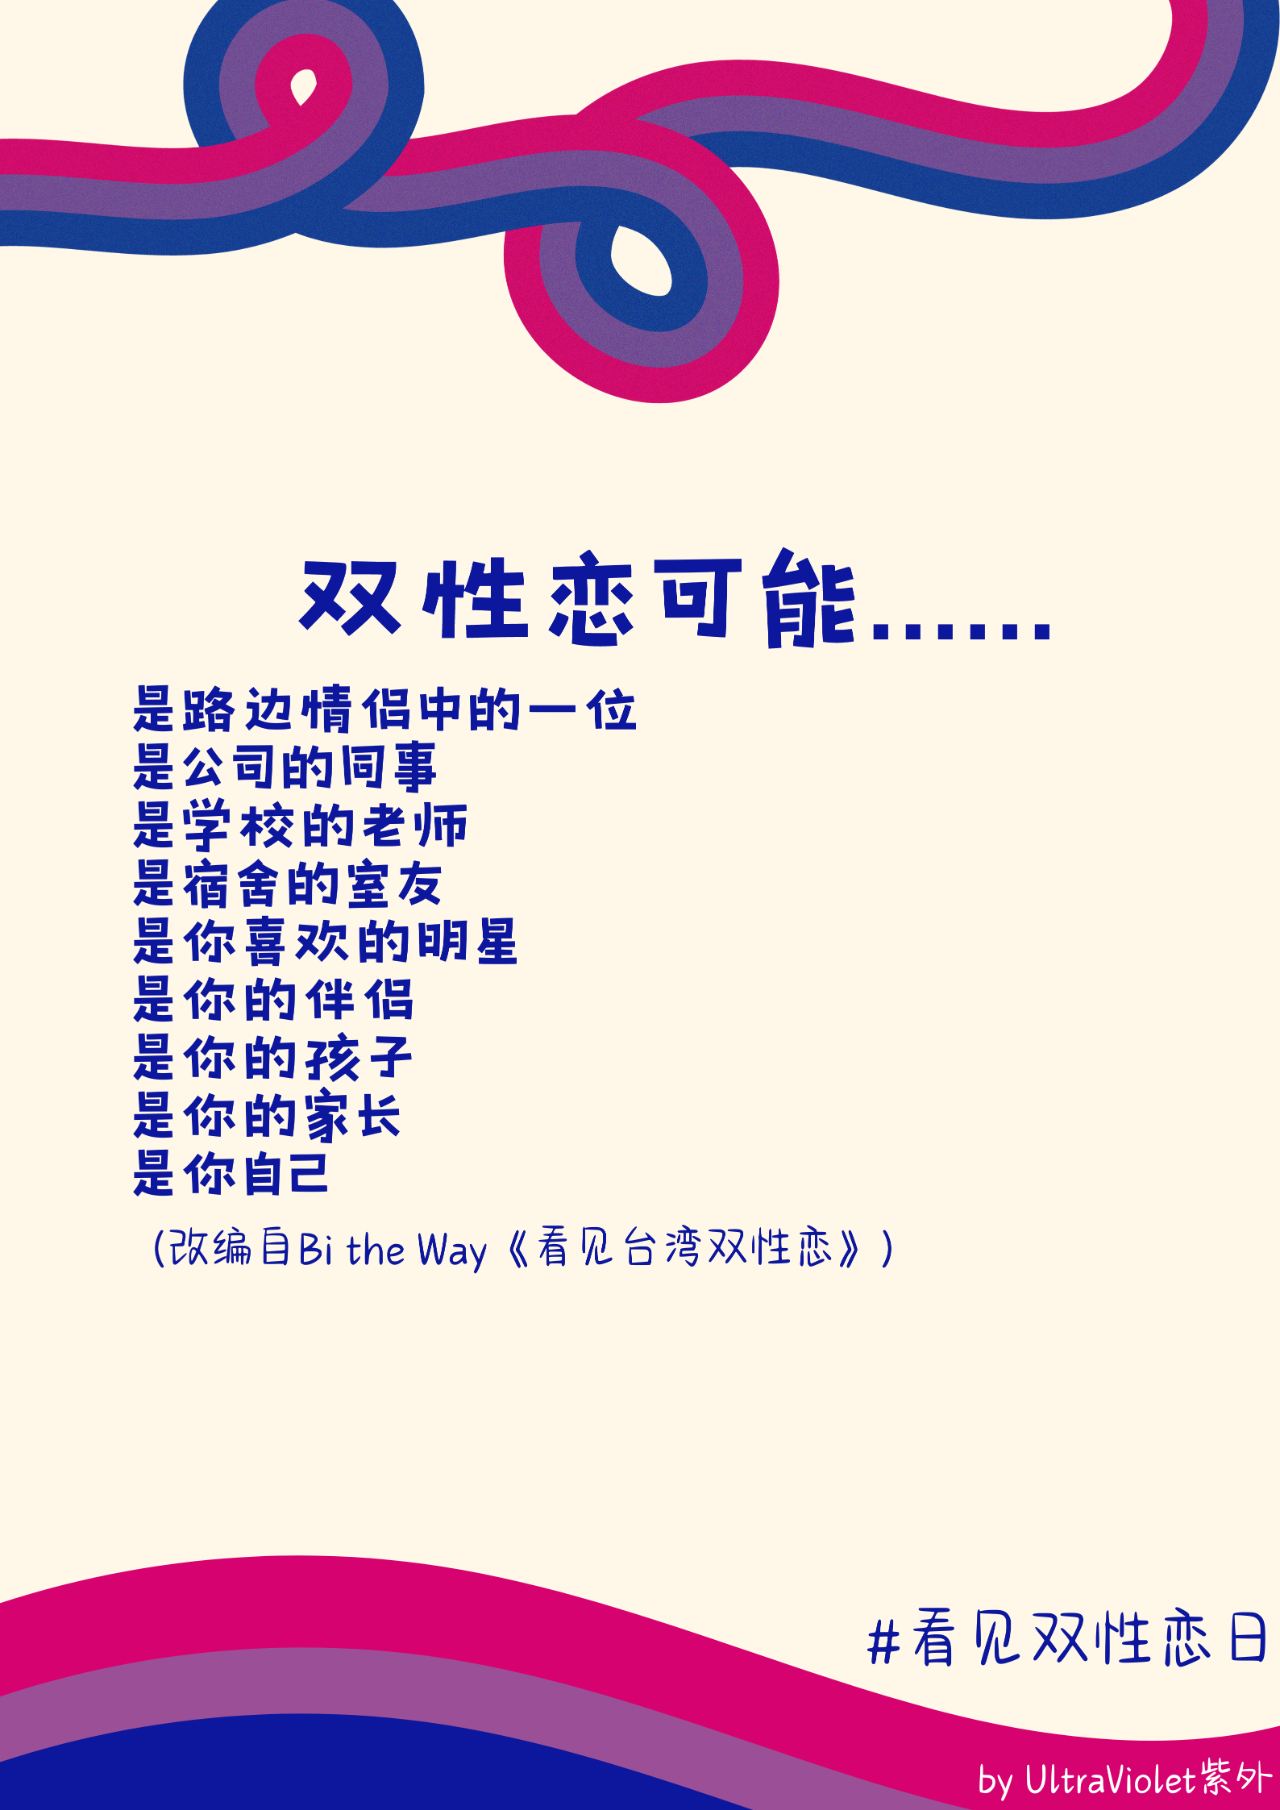 双性恋可能......
是路边情侣中的一位
是公司的同事
是学校的老师
是宿舍的室友
是你喜欢的明星
是你的伴侣
是你的孩子
是你的家长
是你自己
（改编自Bi the Way《看见台湾双性恋》）
#看见双性恋日
by UltraViolet紫外